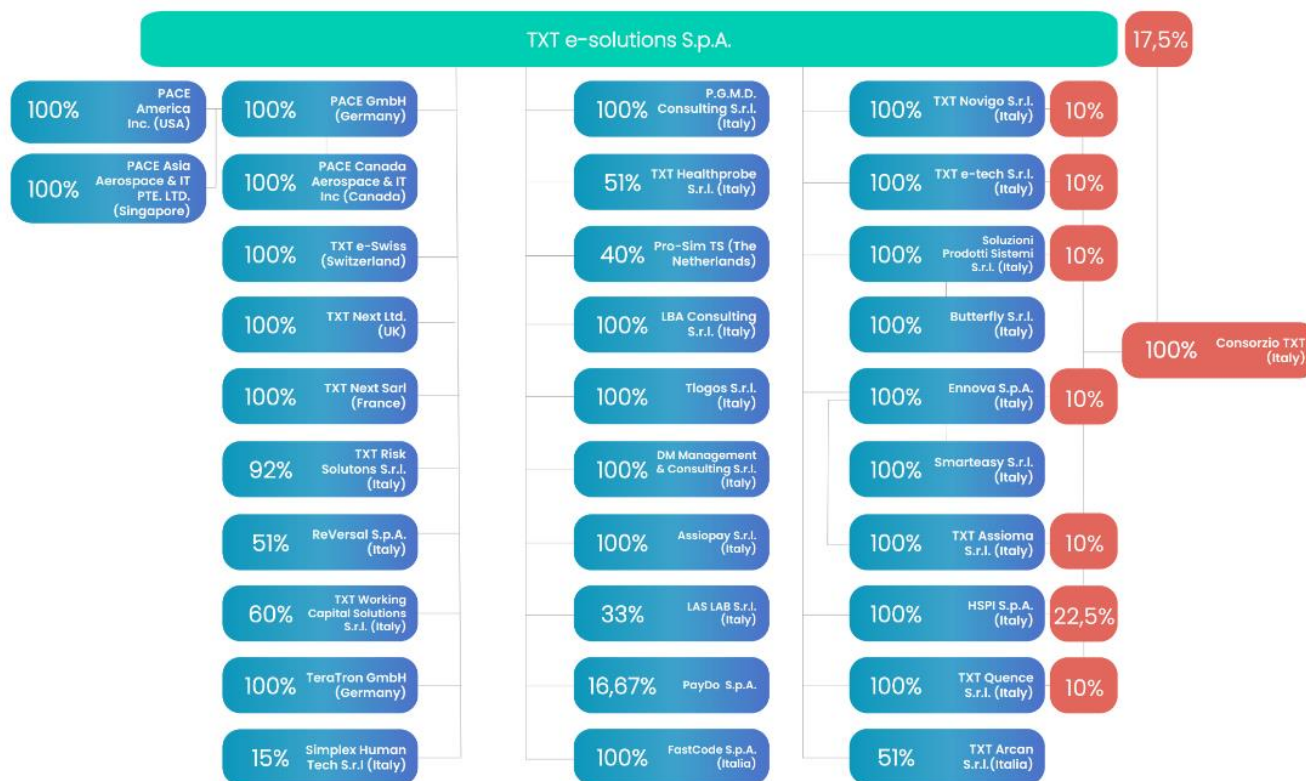 TXT e-solutions S.p.A.
17,5%
100%
PACE
America
Inc. (USA)
100%
PACE Asia
Aerospace & IT
PTE. LTD.
(Singapore)
100%
PACE GmbH
(Germany)
100%
PACE Canada
Aerospace & IT
Inc (Canada)
100%
TXT e-Swiss
(Switzerland)
100%
TXT Next Ltd.
(UK)
100%
TXT Next Sarl
(France)
92%
TXT Risk
Solutons S.r.l.
(Italy)
51%
ReVersal S.p.A.
(Italy)
60%
TXT Working
Capital Solutions
S.r.l. (Italy)
100%
TeraTron GmbH
(Germany)
15%
Simplex Human
Tech S.r.l (Italy)
100%
P.G.M.D.
Consulting S.r.l.
(Italy)
51%
TXT Healthprobe
S.r.l. (Italy)
40%
Pro-Sim TS (The
Netherlands)
100%
LBA Consulting
S.r.l. (Italy)
100%
Tlogos S.r.l.
(Italy)
100%
DM Management
& Consulting S.r.l.
(Italy)
100%
Assiopay S.r.l.
(Italy)
33%
LAS LAB S.r.l.
(Italy)
16,67%
PayDo S.p.A.
100%
FastCode S.p.A.
(Italia)
100%
TXT Novigo S.r.l.
(Italy)
10%
100%
TXT e-tech S.r.l.
(Italy)
10%
100%
Soluzioni
Prodotti Sistemi
S.r.l. (Italy)
10%
100%
Butterfly S.r.l.
(Italy)
100%
Ennova S.p.A.
(Italy)
10%
100%
Smarteasy S.r.l.
(Italy)
100%
TXT Assioma
S.r.l. (Italy)
10%
100%
HSPI S.p.A.
(Italy)
22,5%
100%
TXT Quence
S.r.l. (Italy)
10%
51%
TXT Arcan
S.r.l.(Italia)
100%
Consorzio TXT
(Italy)